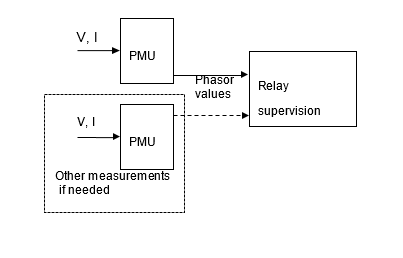 V, I
PMU
Phasor
values
Relay
supervision
V, I
PMU
Other measurements
if needed